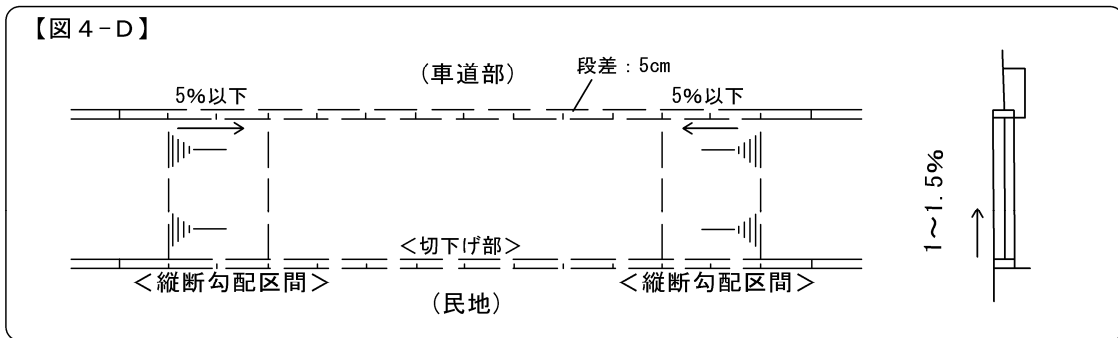 【図4-D】
(車道部)
段差：5cm
5%以下
5%以下
1～1.5%
<切下げ部>
<縦断勾配区間>
<縦断勾配区間>
(民地)